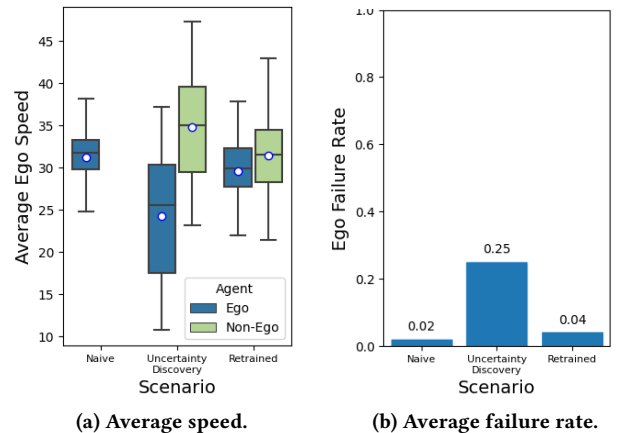 Average Ego Speed
45
40
35
30
25
20
15
10
Agent
Ego
Non-Ego
Naive
Uncertainty
Discovery
Retrained
Scenario
(a) Average speed.
Ego Failure Rate
1.0
0.8
0.6
0.4
0.2
0.0
0.02
0.25
0.04
Naive
Uncertainty
Discovery
Retrained
Scenario
(b) Average failure rate.